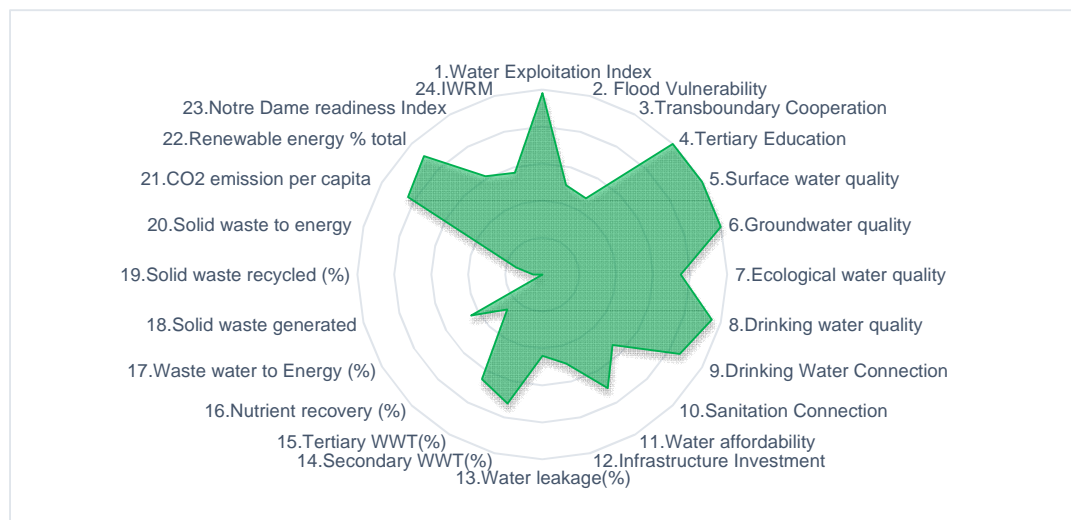 1.Water Exploitation Index
2. Flood Vulnerability
3.Transboundary Cooperation
4.Tertiary Education
5.Surface water quality
6.Groundwater quality
7.Ecological water quality
8.Drinking water quality
9.Drinking Water Connection
10.Sanitation Connection
11.Water affordability
12.Infrastructure Investment
13.Water leakage(%)
14.Secondary WWT(%)
15.Tertiary WWT(%)
16.Nutrient recovery (%)
17.Waste water to Energy (%)
18.Solid waste generated
19.Solid waste recycled (%)
20.Solid waste to energy
21.CO2 emission per capita
22.Renewable energy % total
23.Notre Dame readiness Index
24.IWRM